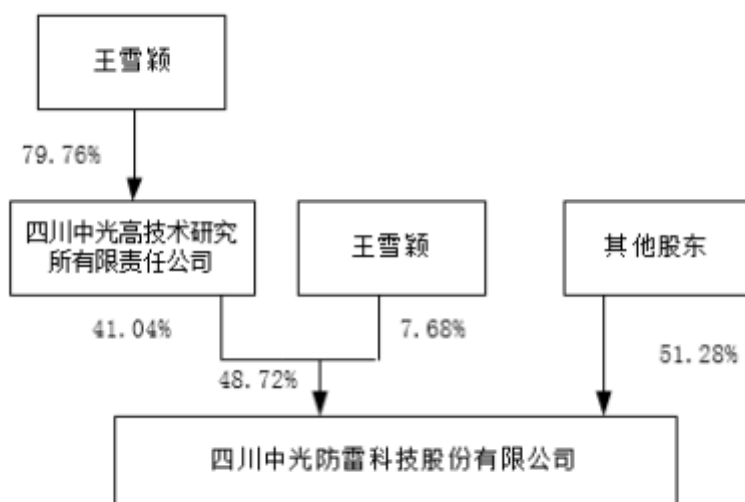 王雪颖
79.76%
四川中光高技术研究
所有限责任公司
王雪颖
其他股东
41.04%
7.68%
51.28%
48.72%
四川中光防雷科技股份有限公司